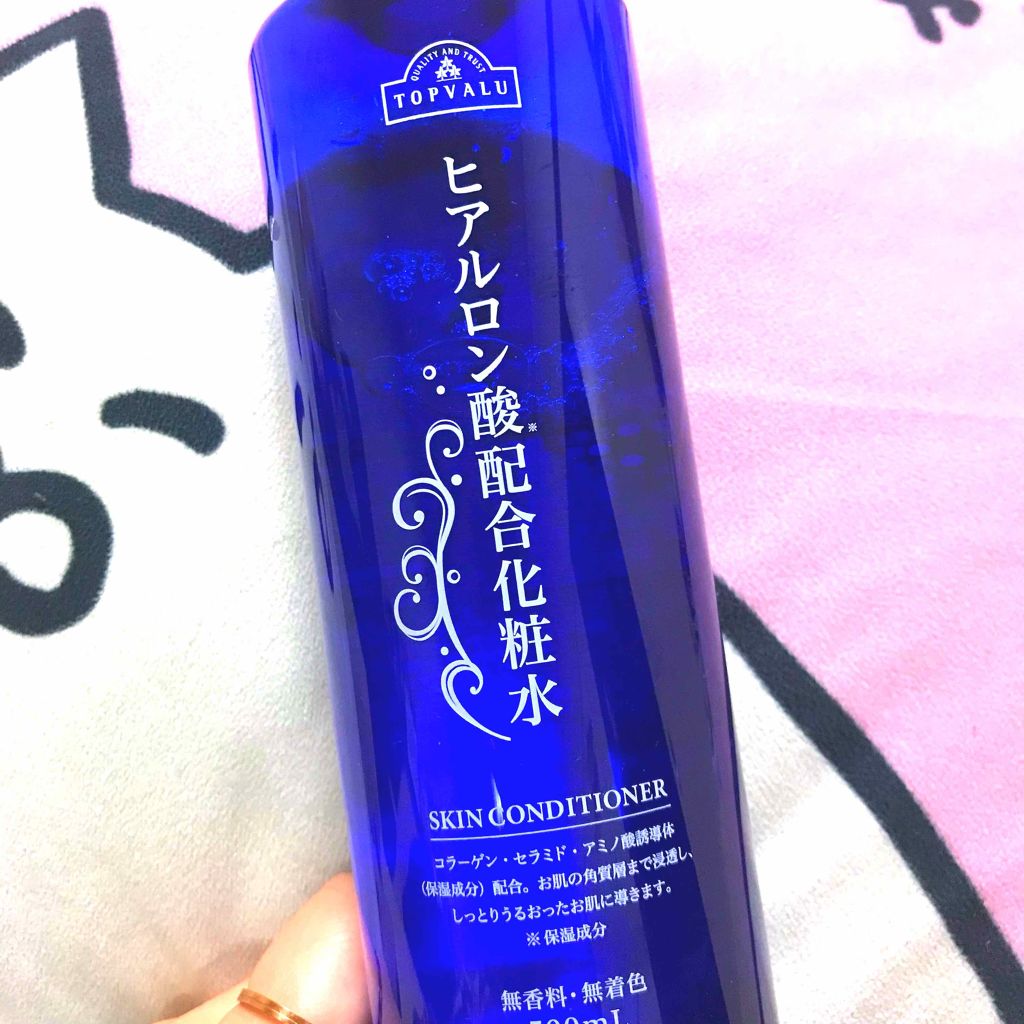 QUALITY AND TRUST
TOPVALU
ヒアルロン酸※配合化粧水
SKIN CONDITIONER
コラーゲン・セラミド・アミノ酸誘導体
(保湿成分)配合。お肌の角質層まで浸透し、
しっとりうるおったお肌に導きます。
※保湿成分
無香料・無着色
500mL